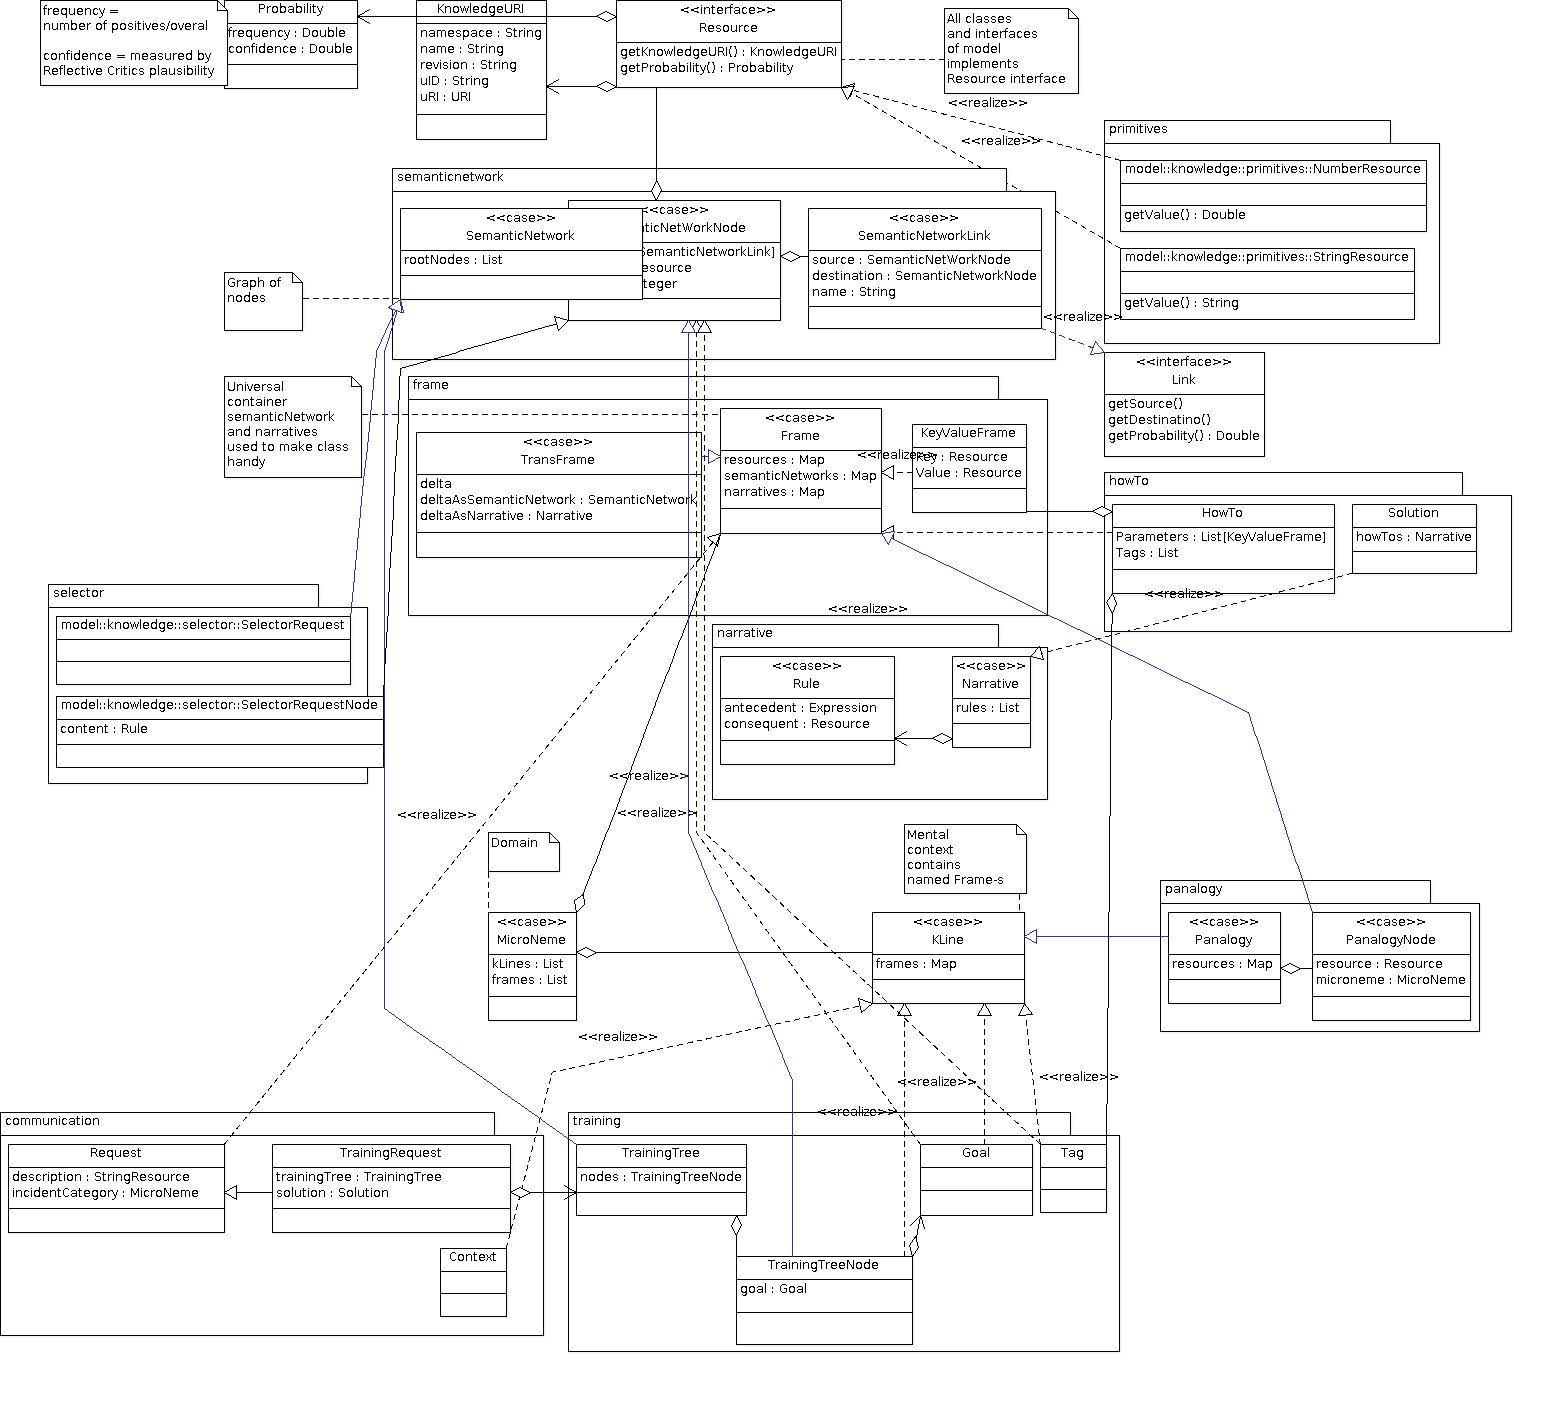 frequency =
number of positives/overal
confidence = measured by
Reflective Critics plausibility
Probability
frequency : Double
confidence : Double
KnowledgeURI
namespace : String
name : String
revision : String
uID : String
uRI : URI
<<interface>>
Resource
getKnowledgeURI() : KnowledgeURI
getProbability() : Probability
All classes
and interfaces
of model
implements
Resource interface
<<realize>>
<<realize>>
primitives
model::knowledge::primitives::NumberResource
getValue() : Double
model::knowledge::primitives::StringResource
getValue() : String
semanticnetwork
<<case>>
SemanticNetwork
rootNodes : List
<case>>
ticNetWorkNode
SemanticNetworkLink]
esource
teger
<<case>>
SemanticNetworkLink
source : SemanticNetWorkNode
destination : SemanticNetworkNode
name : String
Graph of
nodes
<<realize>>
<<interface>>
Link
getSource()
getDestinatino()
getProbability() : Double
Universal
container
semanticNetwork
and narratives
used to make class
handy
frame
<<case>>
TransFrame
delta
deltaAsSemanticNetwork : SemanticNetwork
deltaAsNarrative : Narrative
<<case>>
Frame
resources : Map
semanticNetworks : Map
narratives : Map
KeyValueFrame
Key : Resource
Value : Resource
<<realize>>
howTo
HowTo
Parameters : List[KeyValueFrame]
Tags : List
Solution
howTos : Narrative
<<realize>>
<<realize>>
selector
model::knowledge::selector::SelectorRequest
model::knowledge::selector::SelectorRequestNode
content : Rule
narrative
<<case>>
Rule
antecedent : Expression
consequent : Resource
<<case>>
Narrative
rules : List
<<realize>>
<<realize>>
<<realize>>
Domain
Mental
context
contains
named Frame-s
<<case>>
MicroNeme
kLines : List
frames : List
<<case>>
KLine
frames : Map
panalogy
<<case>>
Panalogy
resources : Map
<<case>>
PanalogyNode
resource : Resource
microneme : MicroNeme
<<realize>>
<<realize>>
<<realize>>
<<realize>>
communication
Request
description : StringResource
incidentCategory : MicroNeme
TrainingRequest
trainingTree : TrainingTree
solution : Solution
Context
training
TrainingTree
nodes : TrainingTreeNode
Goal
Tag
TrainingTreeNode
goal : Goal